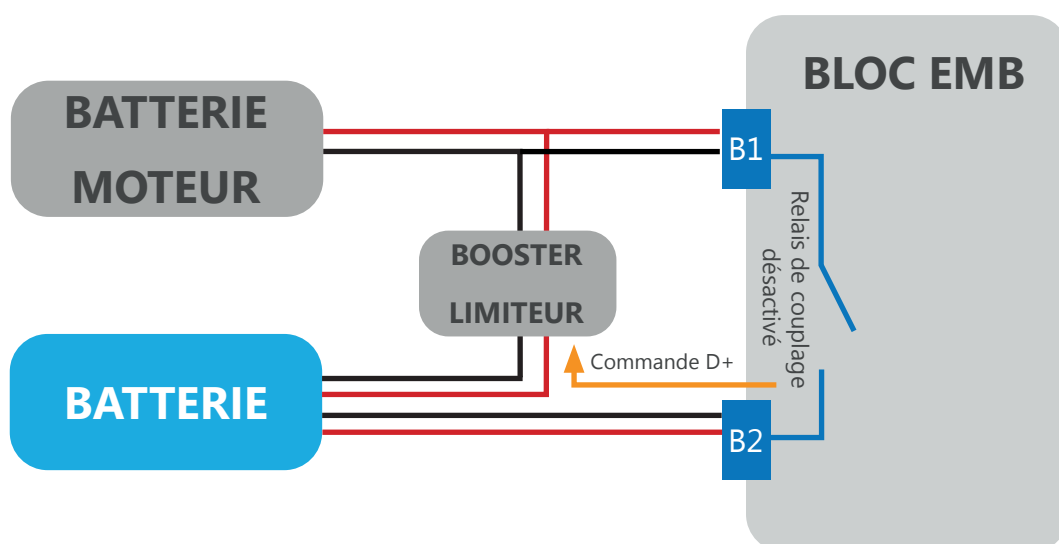 BLOC EMB
BATTERIE
MOTEUR
B1
Relais de couplage
désactivé
BOOSTER
LIMITEUR
Commande D+
BATTERIE
B2